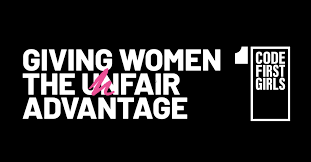 GIVING WOMEN
THE UNFAIR
ADVANTAGE
CODE
FIRST
GIRLS